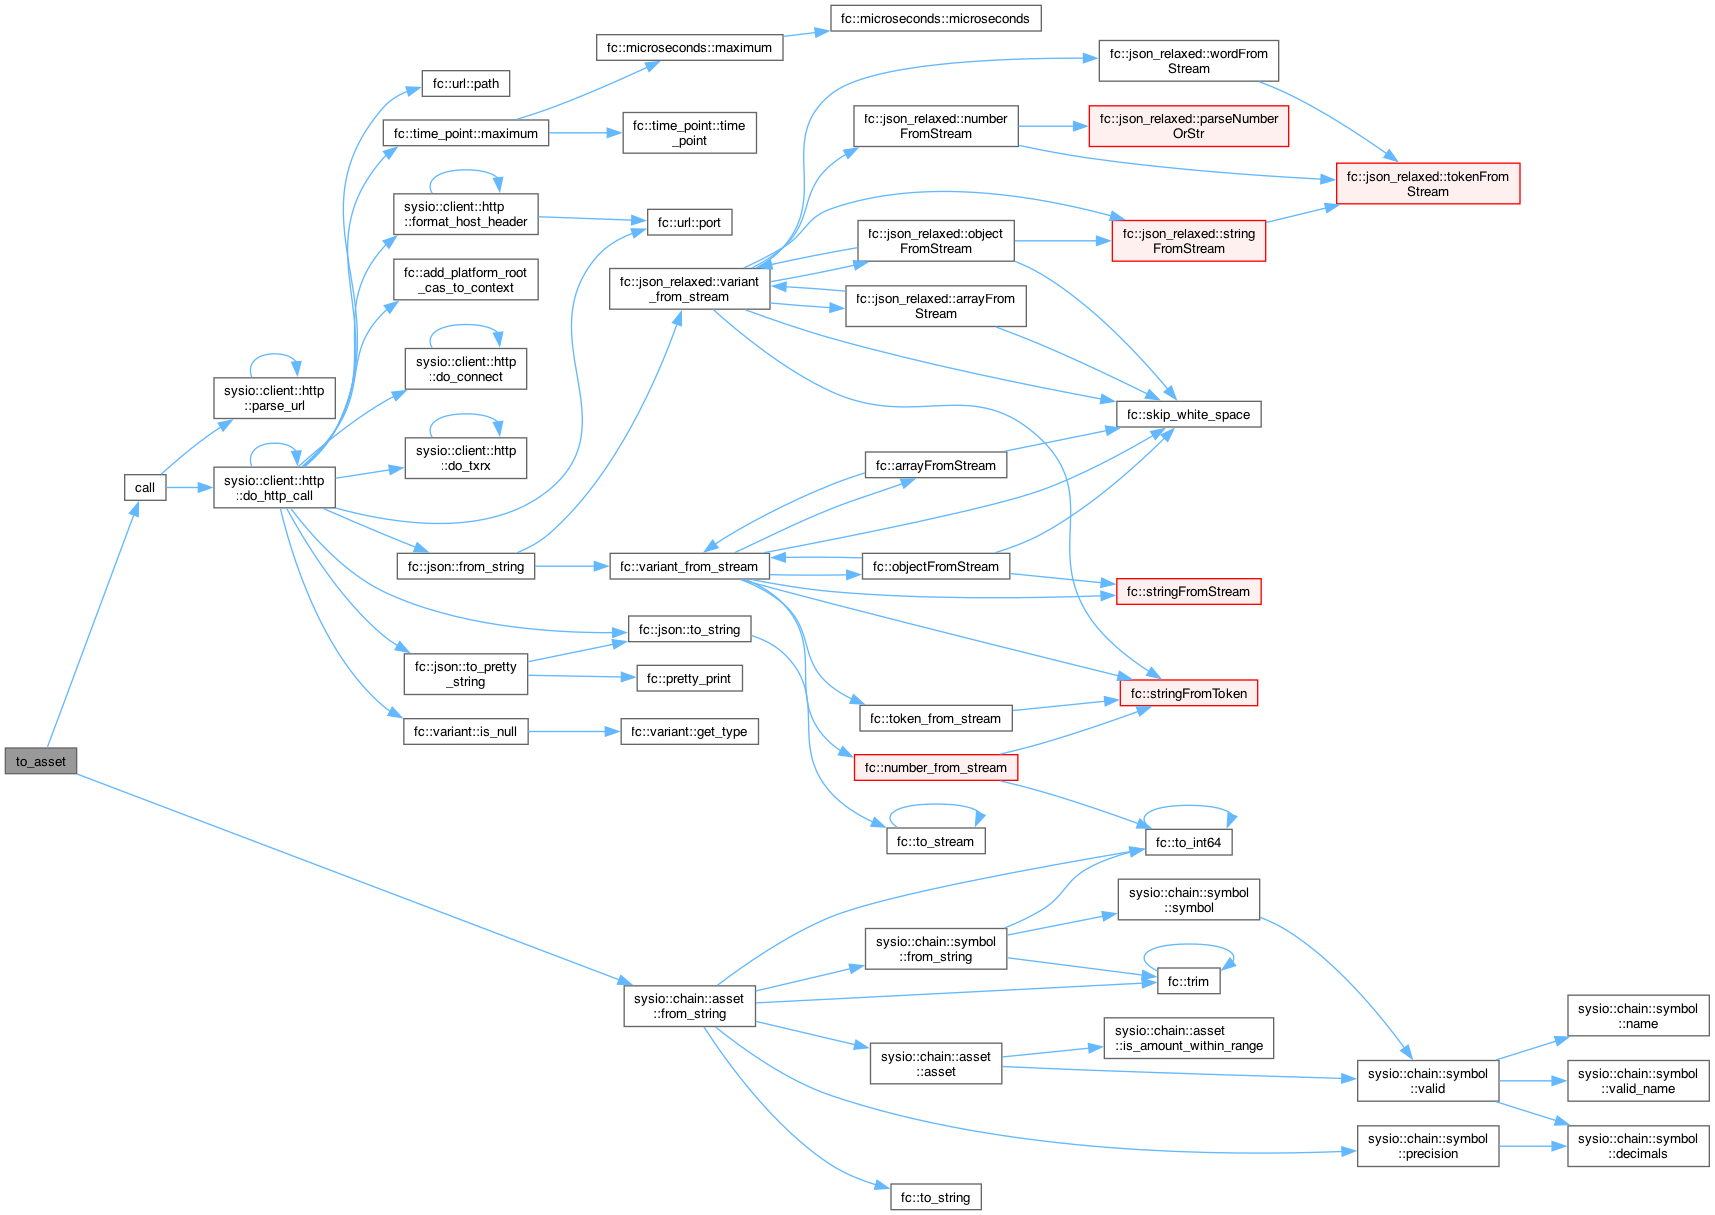 to_asset
call
sysio::client::http
::parse_url
sysio::client::http
::do_http_call
fc::url::path
fc::time_point::maximum
sysio::client::http
::format_host_header
fc::add_platform_root
_cas_to_context
sysio::client::http
::do_connect
sysio::client::http
::do_txrx
fc::json::from_string
fc::json::to_pretty
_string
fc::variant::is_null
fc::microseconds::maximum
fc::time_point::time
_point
fc::url::port
fc::json_relaxed::variant
_from_stream
fc::variant_from_stream
fc::json::to_string
fc::pretty_print
fc::variant::get_type
sysio::chain::asset
::from_string
fc::microseconds::microseconds
fc::json_relaxed::number
FromStream
fc::json_relaxed::object
FromStream
fc::json_relaxed::arrayFrom
Stream
fc::arrayFromStream
fc::objectFromStream
fc::token_from_stream
fc::number_from_stream
fc::to_stream
sysio::chain::symbol
::from_string
sysio::chain::asset
::asset
fc::to_string
fc::json_relaxed::wordFrom
Stream
fc::json_relaxed::parseNumber
OrStr
fc::json_relaxed::string
FromStream
fc::skip_white_space
fc::stringFromStream
fc::stringFromToken
fc::to_int64
sysio::chain::symbol
::symbol
fc::trim
sysio::chain::asset
::is_amount_within_range
fc::json_relaxed::tokenFrom
Stream
sysio::chain::symbol
::valid
sysio::chain::symbol
::precision
sysio::chain::symbol
::name
sysio::chain::symbol
::valid_name
sysio::chain::symbol
::decimals